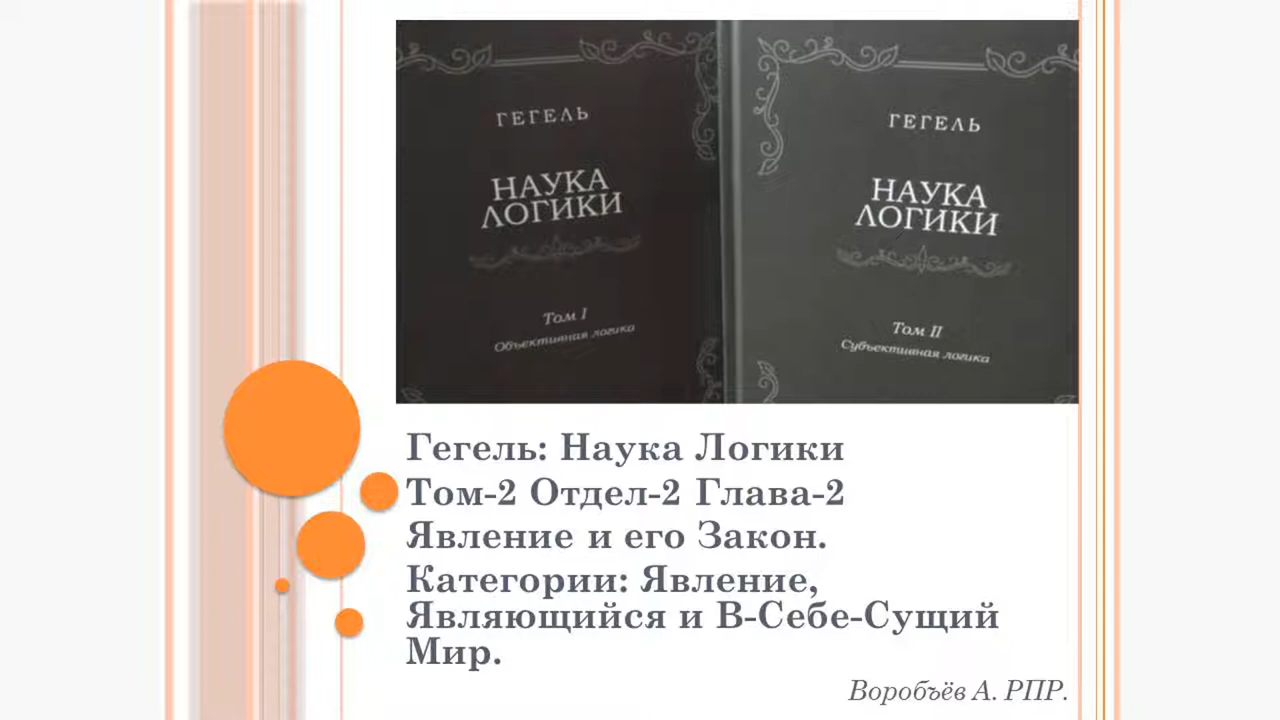 ГЕГЕЛЬ
НАУКА
ЛОГИКИ
Том I
Объективная логика
ГЕГЕЛЬ
НАУКА
ЛОГИКИ
Том II
Субъективная логика
Гегель: Наука Логики
Том-2 Отдел-2 Глава-2
Явление и его Закон.
Категории: Явление,
Являющийся и В-Себе-Сущий
Мир.
Воробъёв А. РПР.